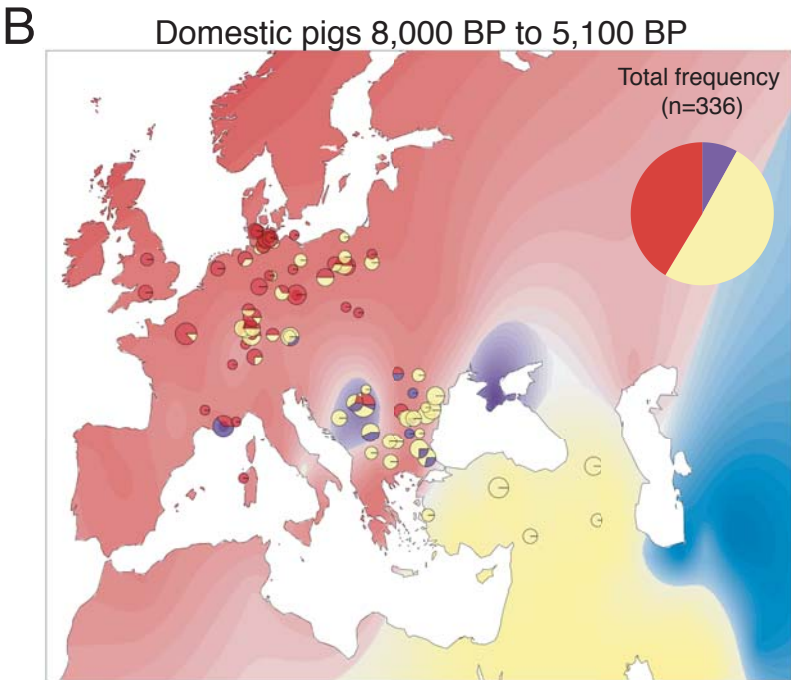 B
Domestic pigs 8,000 BP to 5,100 BP
Total frequency
(n=336)